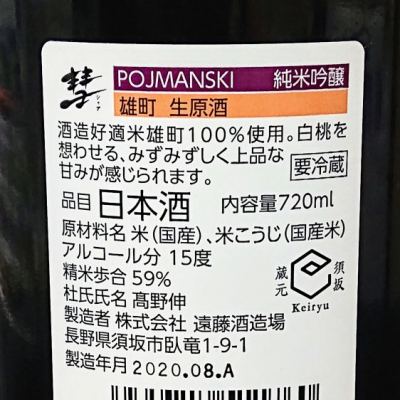 彗
シャア
POJMANSKI 純米吟醸
雄町 生原酒
酒造好適米雄町100%使用。白桃を
想わせる、みずみずしく上品な
甘みが感じられます。
要冷蔵
品目 日本酒 内容量720ml
原材料名 米(国産)、米こうじ(国産米)
アルコール分 15度
精米歩合 59%
杜氏氏名 髙野伸
製造者 株式会社 遠藤酒造場
長野県須坂市臥竜1-9-1
製造年月 2020.08.A
須坂
蔵元
Keiryu